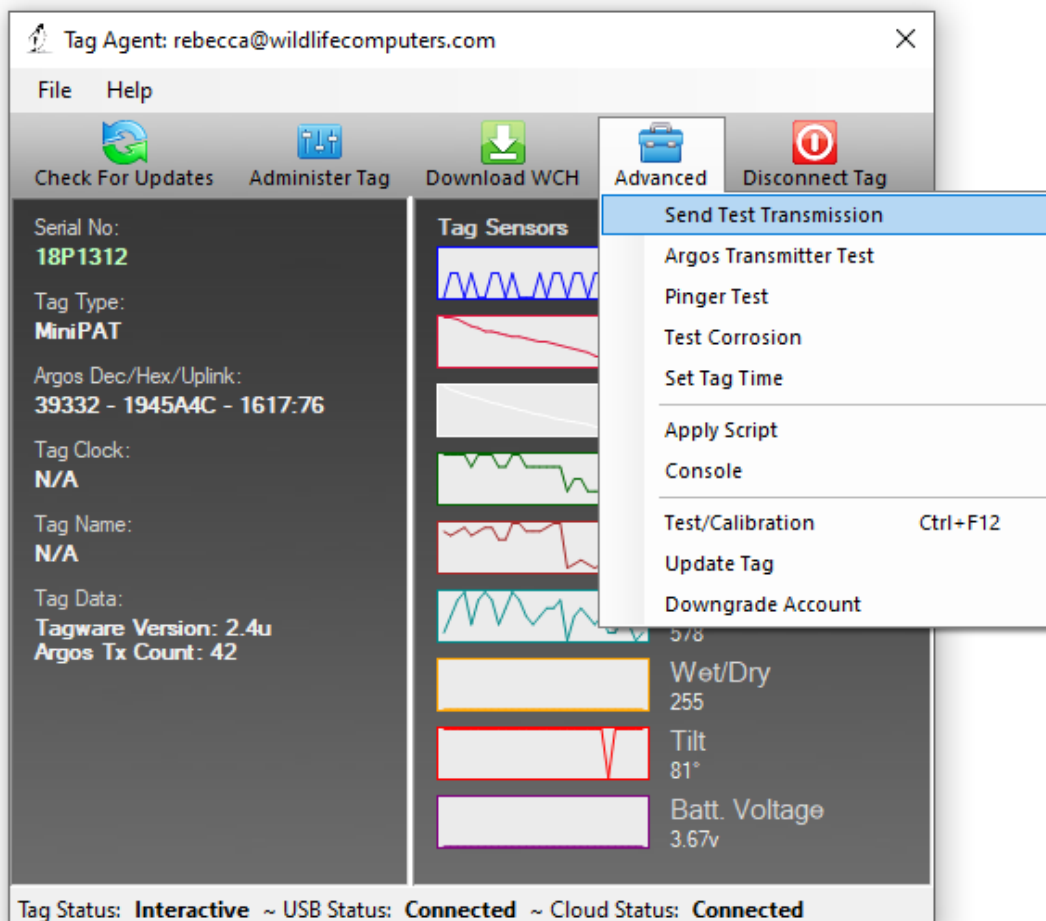 Tag Agent: rebecca@wildlifecomputers.com
File Help
Check For Updates Administer Tag Download WCH Advanced Disconnect Tag
Serial No:
18P1312
Tag Type:
MiniPAT
Argos Dec/Hex/Uplink:
39332 - 1945A4C - 1617:76
Tag Clock:
N/A
Tag Name:
N/A
Tag Data:
Tagware Version: 2.4u
Argos Tx Count: 42
Tag Sensors
Send Test Transmission
Argos Transmitter Test
Pinger Test
Test Corrosion
Set Tag Time
Apply Script
Console
Test/Calibration Ctrl+F12
Update Tag
Downgrade Account
578
Wet/Dry
255
Tilt
81°
Batt. Voltage
3.67v
Tag Status: Interactive ~ USB Status: Connected ~ Cloud Status: Connected